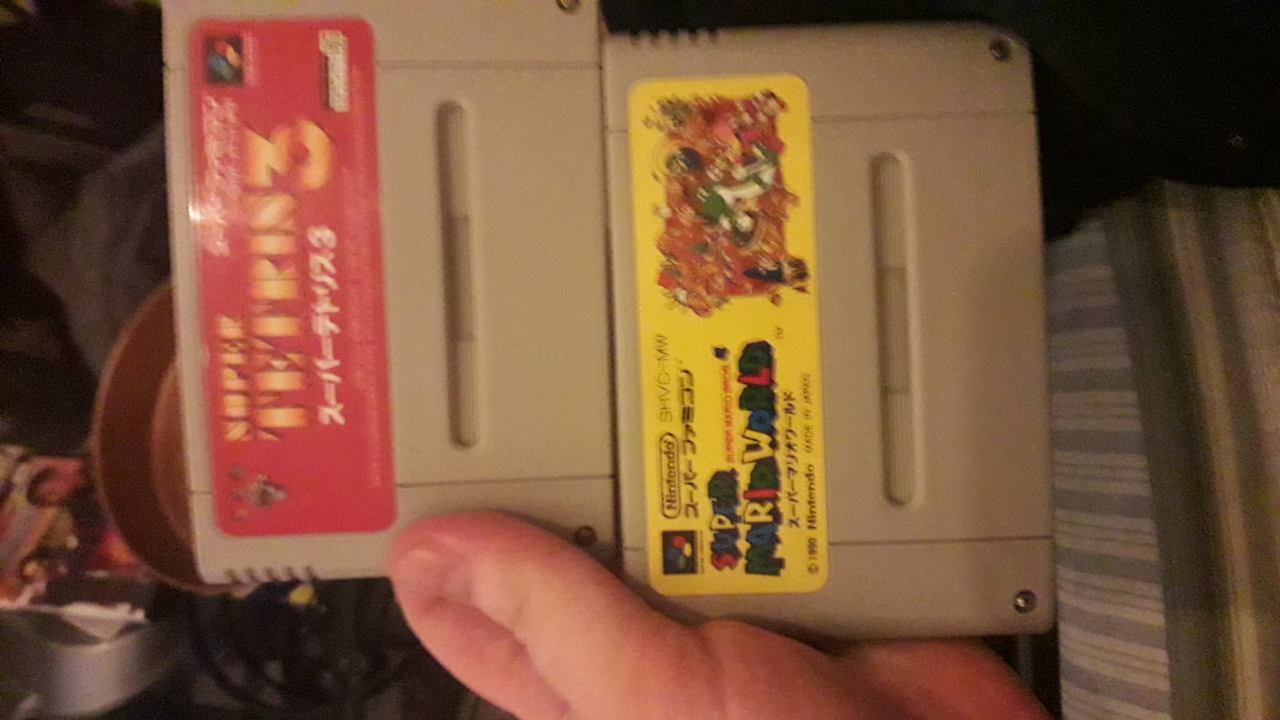 SUPER
TETRIS 3
スーパーテトリス3
Nintendo
SHVC-MW
スーパーファミコン
SUPER MARIO BROS. 4
SUPER
MARIO WORLD
TM
スーパーマリオワールド
© 1990 Nintendo MADE IN JAPAN